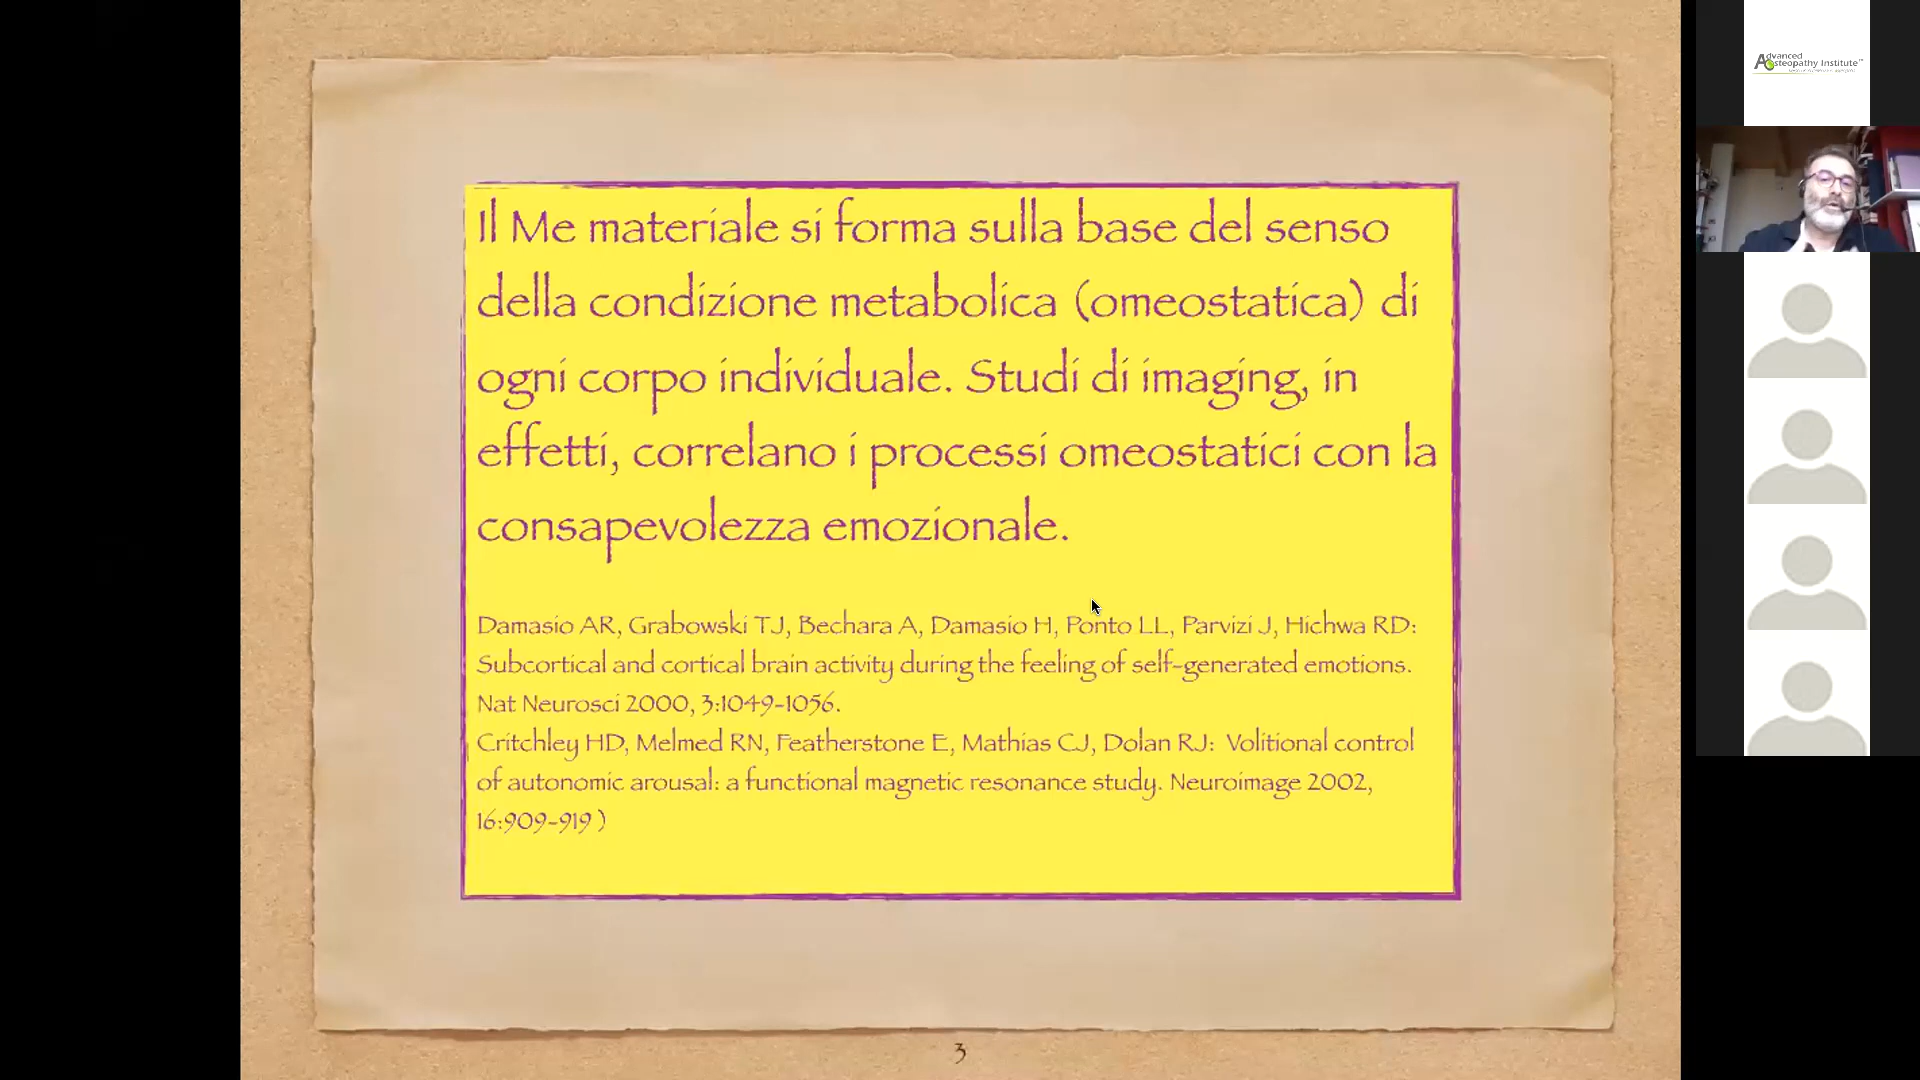 Il Me materiale si forma sulla base del senso
della condizione metabolica (omeostatica) di
ogni corpo individuale. Studi di imaging, in
effetti, correlano i processi omeostatici con la
consapevolezza emozionale.
Damasio AR, Grabowski TJ, Bechara A, Damasio H, Ponto LL, Parvizi J, Hichwa RD:
Subcortical and cortical brain activity during the feeling of self-generated emotions.
Nat Neurosci 2000, 3:1049-1056.
Critchley HD, Melmed RN, Featherstone E, Mathias CJ, Dolan RJ: Volitional control
of autonomic arousal: a functional magnetic resonance study. Neuroimage 2002,
16:909-919 )
3
Advanced
Osteopathy Institute™